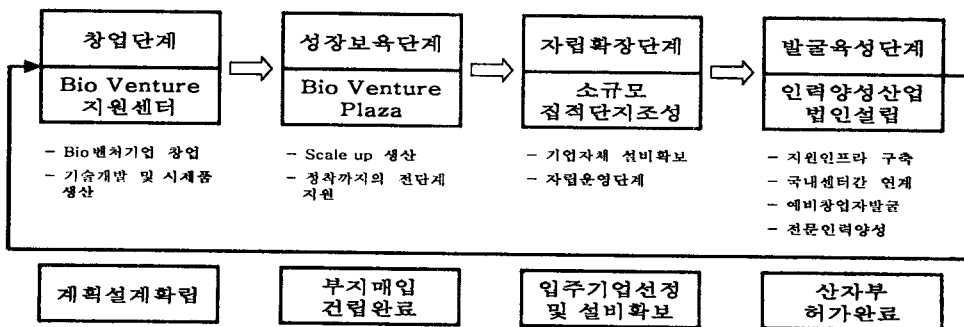 창업단계
Bio Venture
지원센터
- Bio벤처기업 창업
- 기술개발 및 시제품
생산
성장보육단계
Bio Venture
Plaza
- Scale up 생산
- 정착까지의 전단계
지원
자립확장단계
소규모
집적단지조성
- 기업자체 설비확보
- 자립운영단계
발굴육성단계
인력양성산업
법인설립
- 지원인프라 구축
- 국내센터간 연계
- 예비창업자발굴
- 전문인력양성
계획설계확립
부지매입
건립완료
입주기업선정
및 설비확보
산자부
허가완료